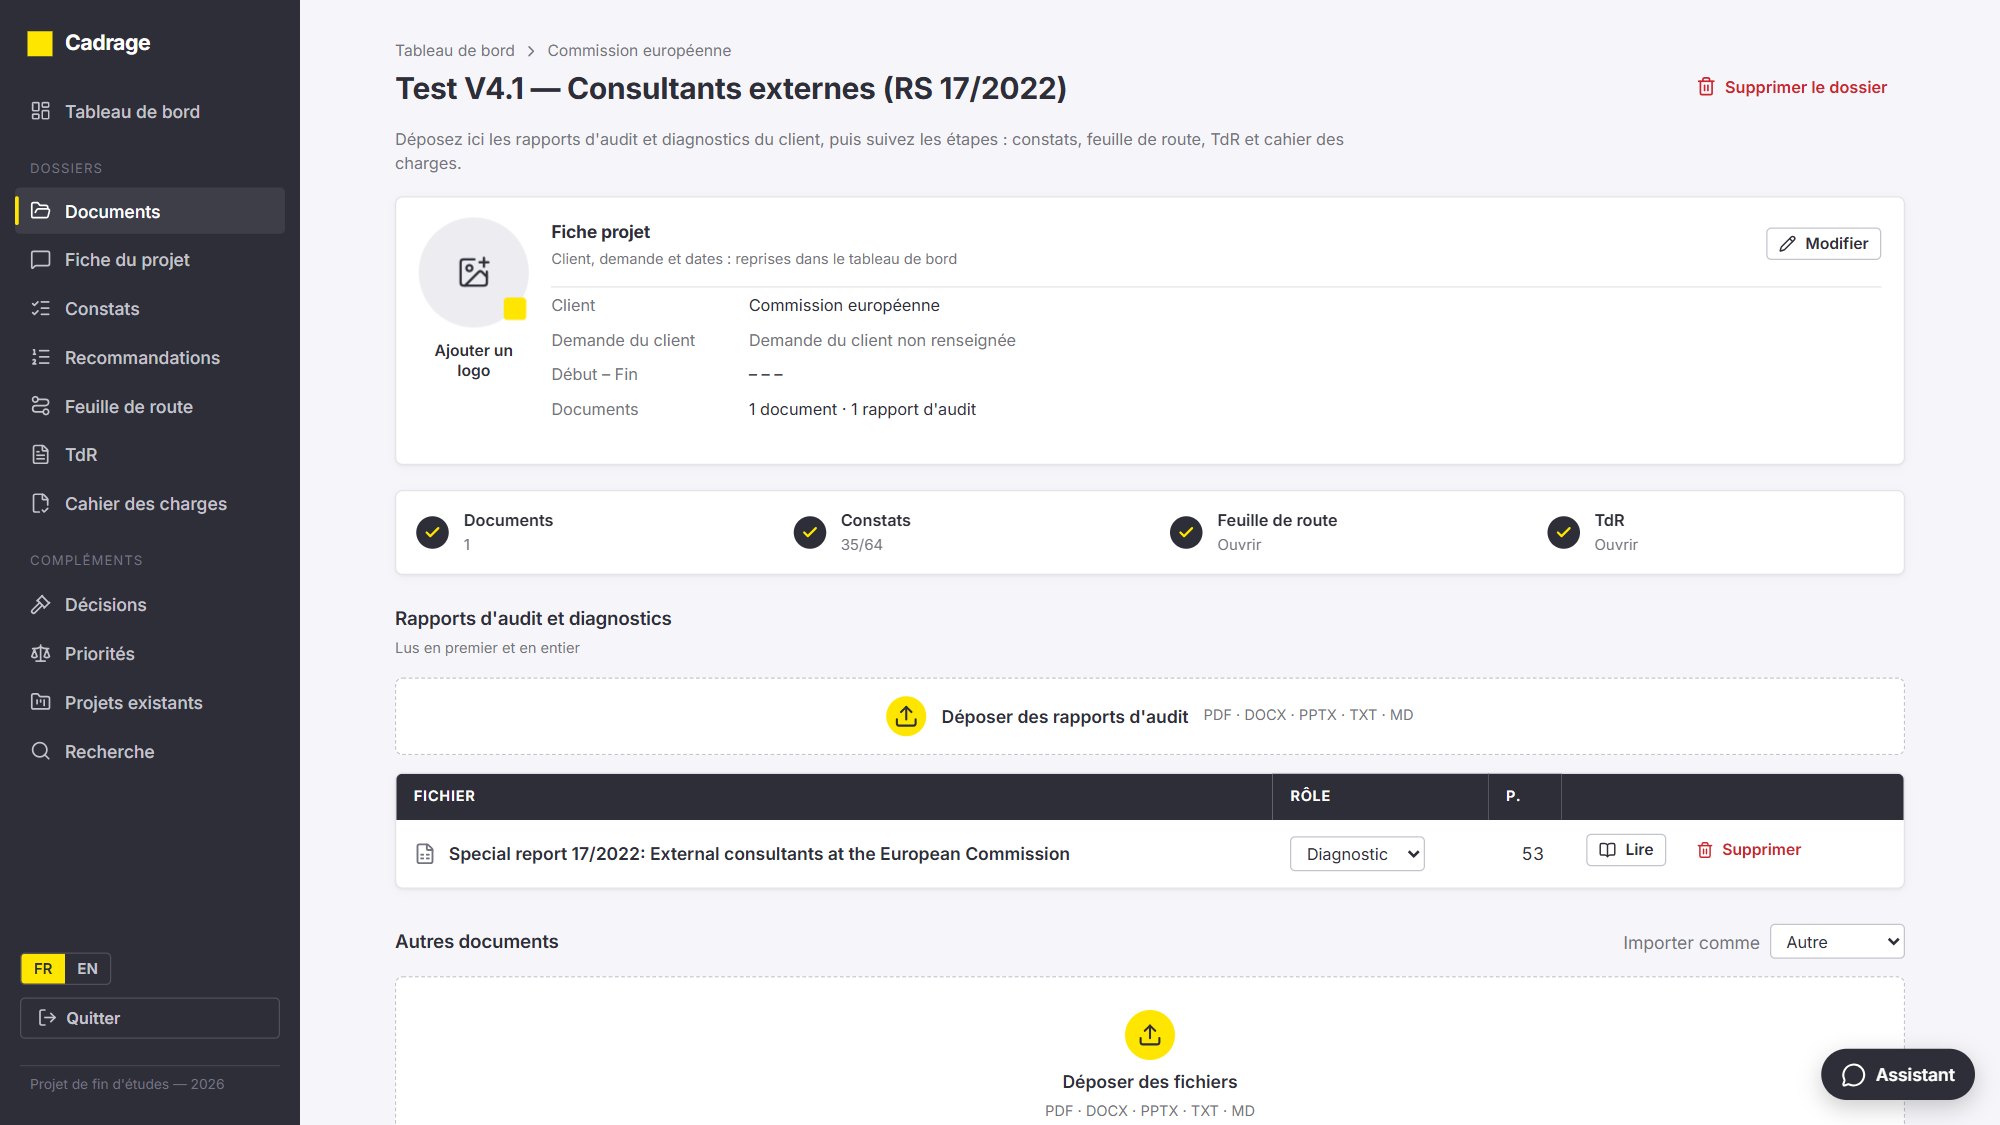 Cadrage
Tableau de bord
DOSSIERS
Documents
Fiche du projet
Constats
Recommandations
Feuille de route
TdR
Cahier des charges
COMPLÉMENTS
Décisions
Priorités
Projets existants
Recherche
FR EN
Quitter
Projet de fin d'études — 2026
Tableau de bord > Commission européenne
Test V4.1 — Consultants externes (RS 17/2022)
Supprimer le dossier
Déposez ici les rapports d'audit et diagnostics du client, puis suivez les étapes : constats, feuille de route, TdR et cahier des
charges.
Ajouter un
logo
Fiche projet
Client, demande et dates : reprises dans le tableau de bord
Modifier
Client Commission européenne
Demande du client Demande du client non renseignée
Début – Fin – – –
Documents 1 document · 1 rapport d'audit
Documents
1
Constats
35/64
Feuille de route
Ouvrir
TdR
Ouvrir
Rapports d'audit et diagnostics
Lus en premier et en entier
Déposer des rapports d'audit PDF · DOCX · PPTX · TXT · MD
FICHIER RÔLE P.
Special report 17/2022: External consultants at the European Commission Diagnostic 53 Lire Supprimer
Autres documents
Importer comme Autre
Déposer des fichiers
PDF · DOCX · PPTX · TXT · MD
Assistant